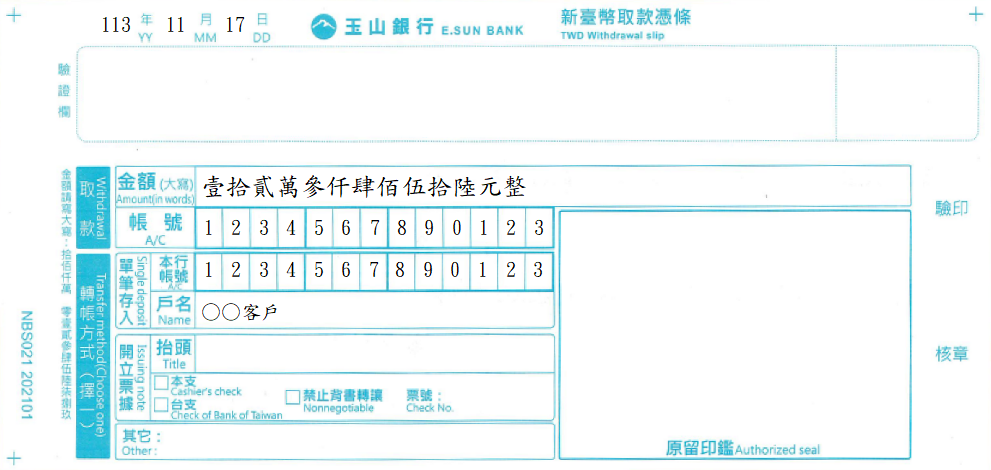 113 年 11 月 17 日
YY MM DD
玉山銀行 E.SUN BANK
新臺幣取款憑條
TWD Withdrawal slip
驗證欄
取款 Withdrawal
金額(大寫) 壹拾貳萬參仟肆佰伍拾陸元整
Amount(in words)
帳號 1 2 3 4 5 6 7 8 9 0 1 2 3
A/C
轉帳方式(擇一) Transfer method(Choose one)
單筆存入 Single deposit
本行帳號 1 2 3 4 5 6 7 8 9 0 1 2 3
A/C
戶名 ○○客戶
Name
開立票據 Issuing note
抬頭
Title
本支
Cashier's check
台支
Check of Bank of Taiwan
禁止背書轉讓
Nonnegotiable
票號：
Check No.
其它：
Other:
原留印鑑 Authorized seal
驗印
核章
金額請寫大寫：拾佰仟萬 零壹貳參肆伍陸柒捌玖
NBS021 202101